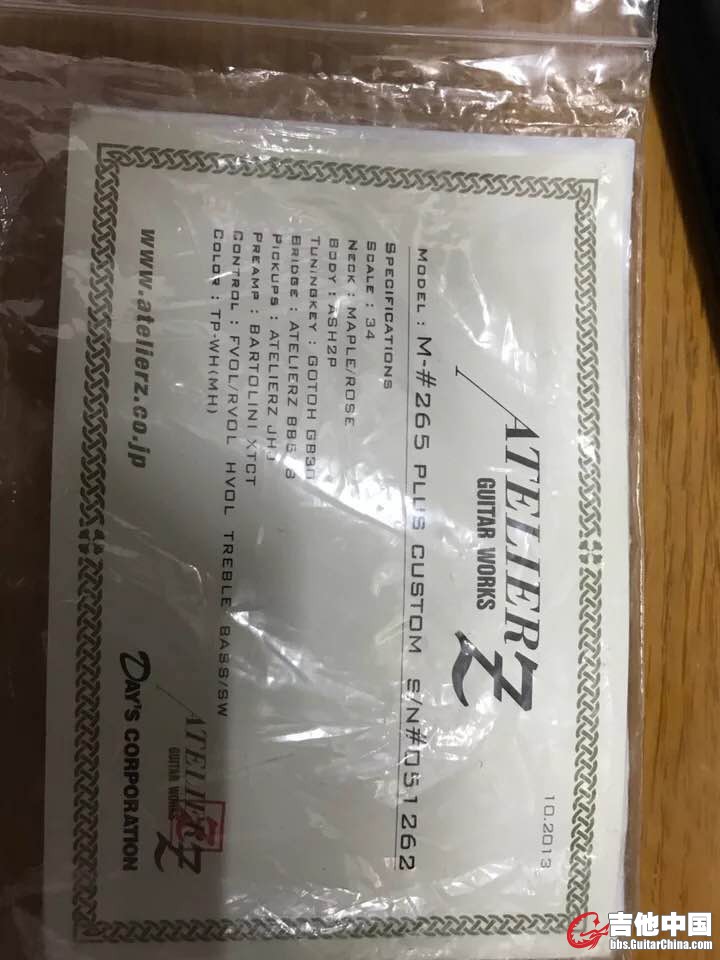 10.2013
ATELIER Z
GUITAR WORKS
MODEL : M-#265 PLUS CUSTOM S/N#051262
SPECIFICATIONS
SCALE : 34
NECK : MAPLE/ROSE
BODY : ASH2P
TUNINGKEY : GOTOH GB30
BRIDGE : ATELIERZ
PICKUPS : ATELIERZ JHJ
PREAMP : BARTOLINI XTCT
CONTROL : FVOL/RVOL HVOL TREBLE BASS/SW
COLOR : TP-WH(MH)
ATELIER Z
GUITAR WORKS
www.atelierz.co.jp
DAY'S CORPORATION
吉他中国
bbs.GuitarChina.com